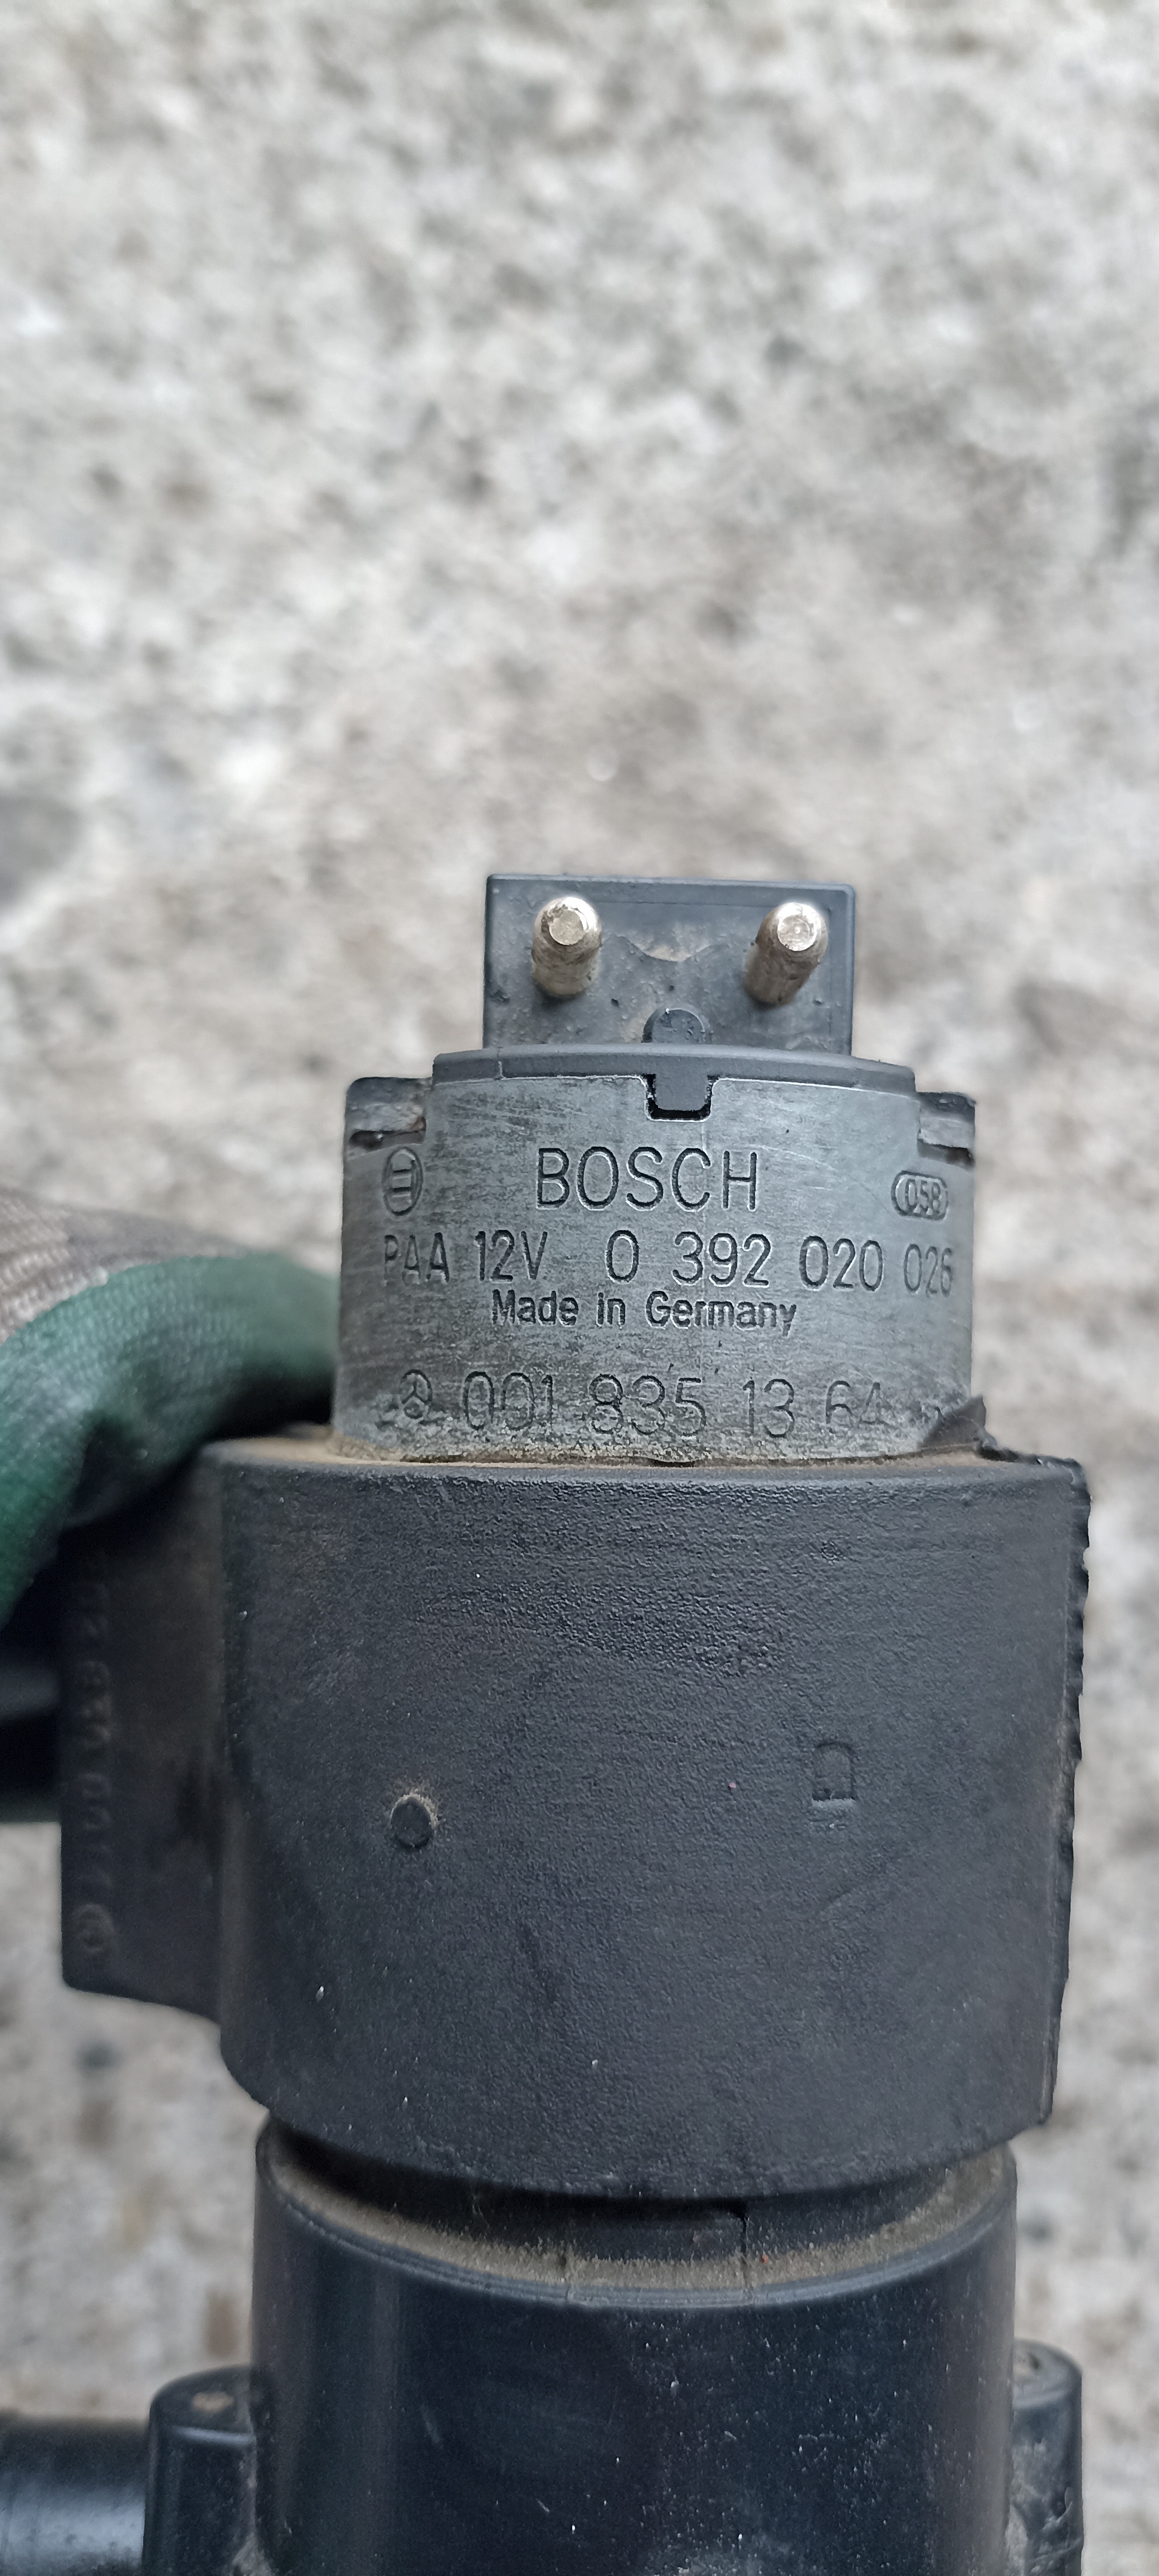 BOSCH 058
PAA 12V 0 392 020 026
Made in Germany
001 835 13 64